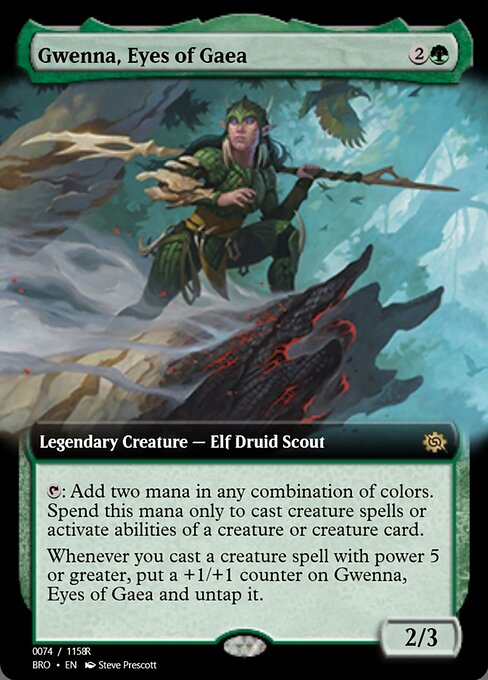 Gwenna, Eyes of Gaea 2
Legendary Creature — Elf Druid Scout
: Add two mana in any combination of colors.
Spend this mana only to cast creature spells or
activate abilities of a creature or creature card.
Whenever you cast a creature spell with power 5
or greater, put a +1/+1 counter on Gwenna,
Eyes of Gaea and untap it.
2/3
0074 / 1158R
BRO • EN Steve Prescott